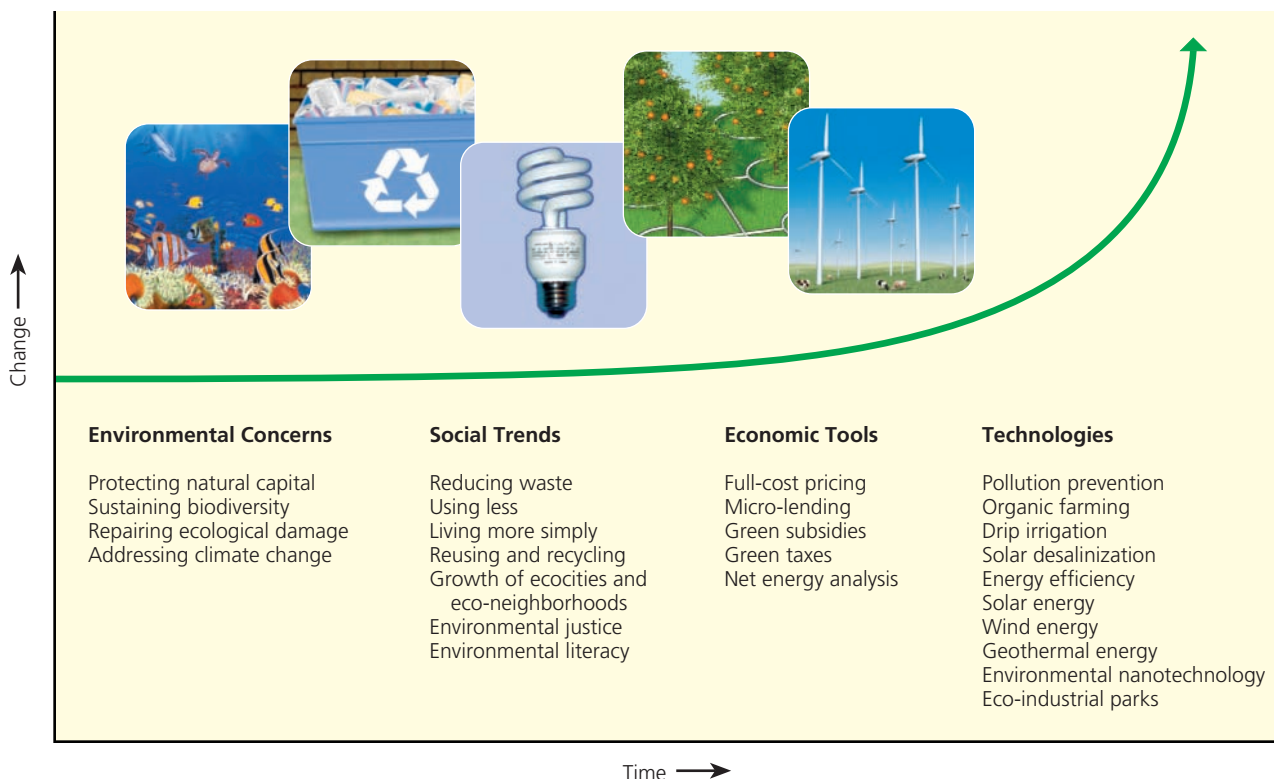 Change
Environmental Concerns
Protecting natural capital
Sustaining biodiversity
Repairing ecological damage
Addressing climate change
Social Trends
Reducing waste
Using less
Living more simply
Reusing and recycling
Growth of ecocities and
eco-neighborhoods
Environmental justice
Environmental literacy
Economic Tools
Full-cost pricing
Micro-lending
Green subsidies
Green taxes
Net energy analysis
Technologies
Pollution prevention
Organic farming
Drip irrigation
Solar desalinization
Energy efficiency
Solar energy
Wind energy
Geothermal energy
Environmental nanotechnology
Eco-industrial parks
Time